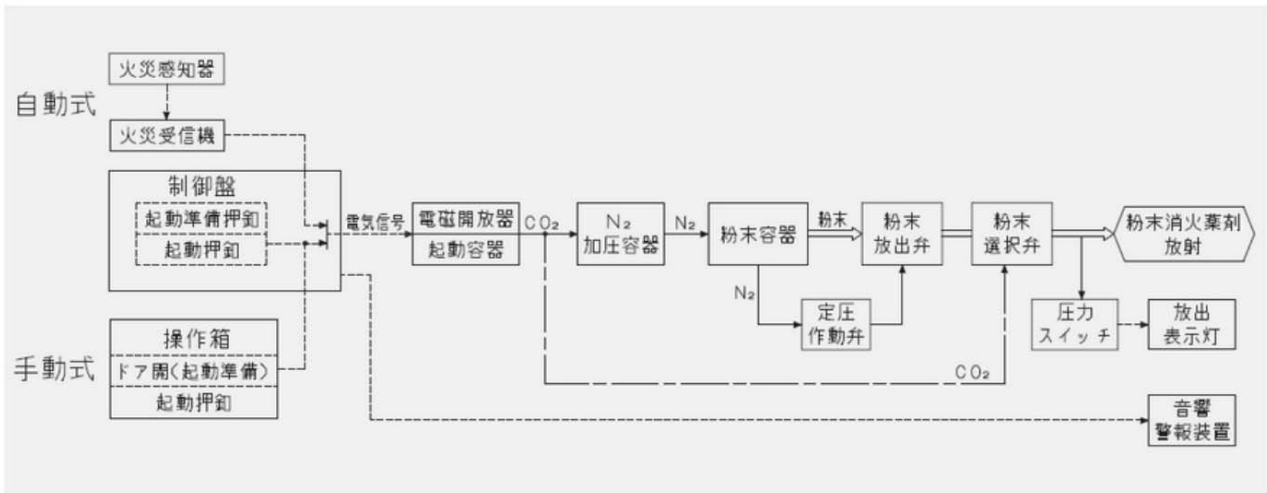 自動式
火災感知器
火災受信機
制御盤
起動準備押釦
起動押釦
電気信号
電磁開放器
起動容器
CO₂
N₂
加圧容器
N₂
粉末容器
粉末
粉末
放出弁
粉末
選択弁
粉末消火薬剤
放射
N₂
定圧
作動弁
圧力
スイッチ
放出
表示灯
手動式
操作箱
ドア開(起動準備)
起動押釦
CO₂
音響
警報装置